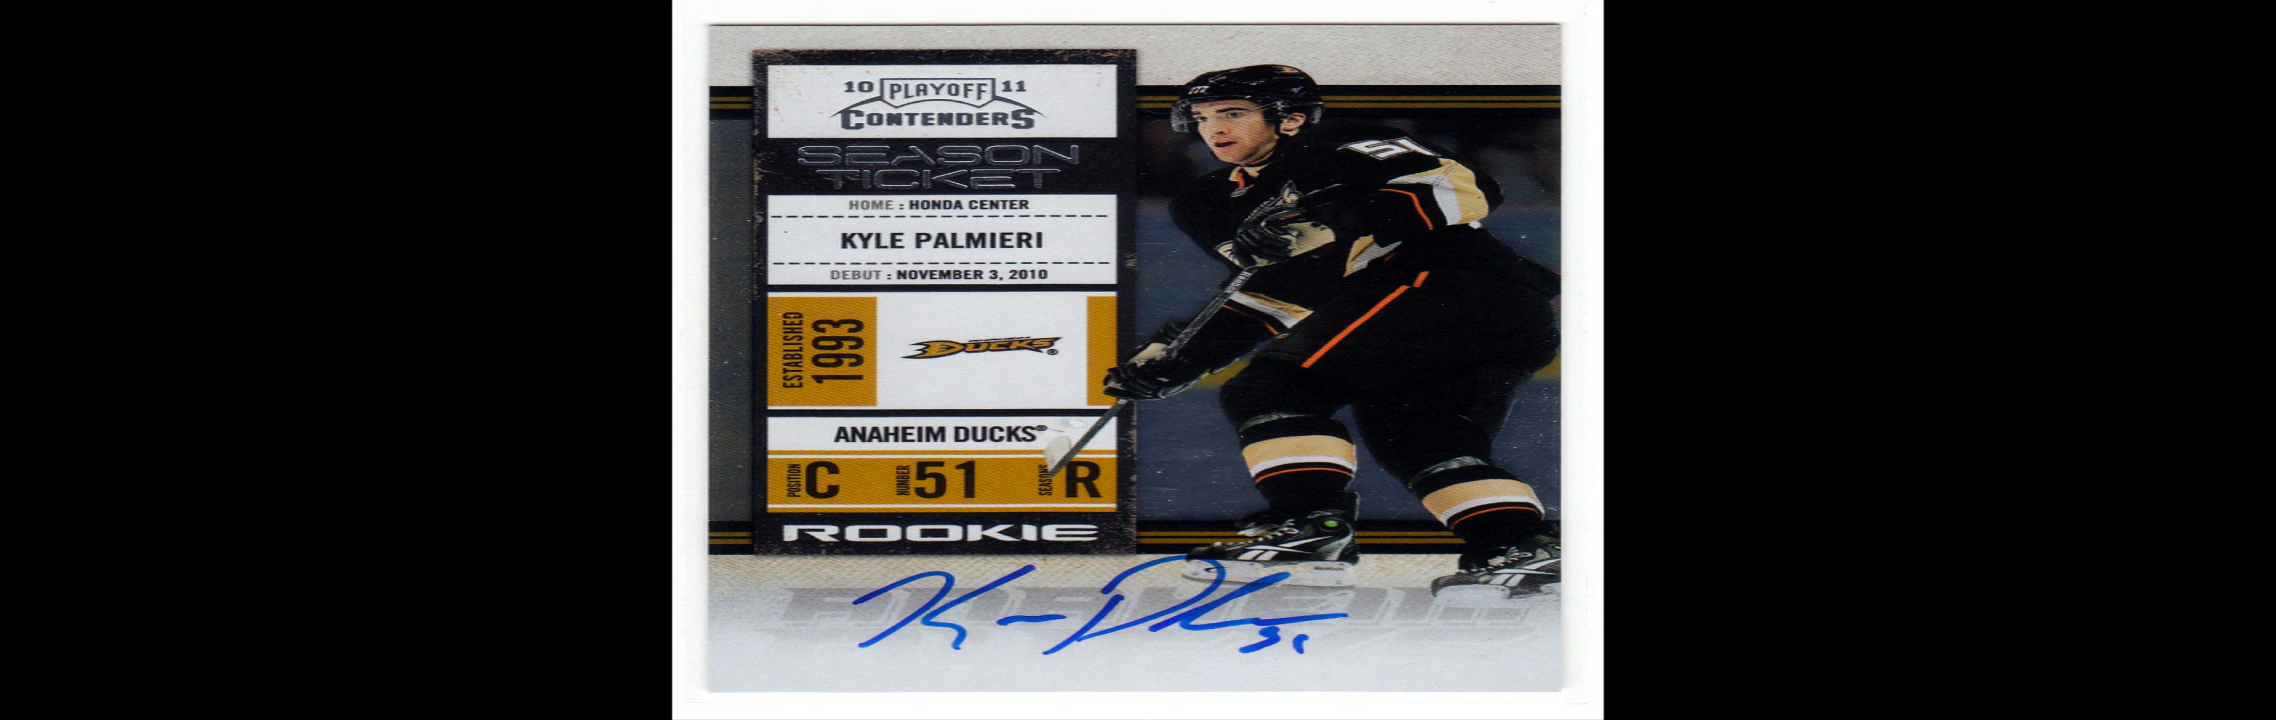 10 PLAYOFF 11
CONTENDERS
SEASON
TICKET
HOME : HONDA CENTER
KYLE PALMIERI
DEBUT : NOVEMBER 3, 2010
ESTABLISHED
1993
DUCKS®
ANAHEIM DUCKS®
POSITION C NUMBER 51 SEASONS R
ROOKIE
51
51